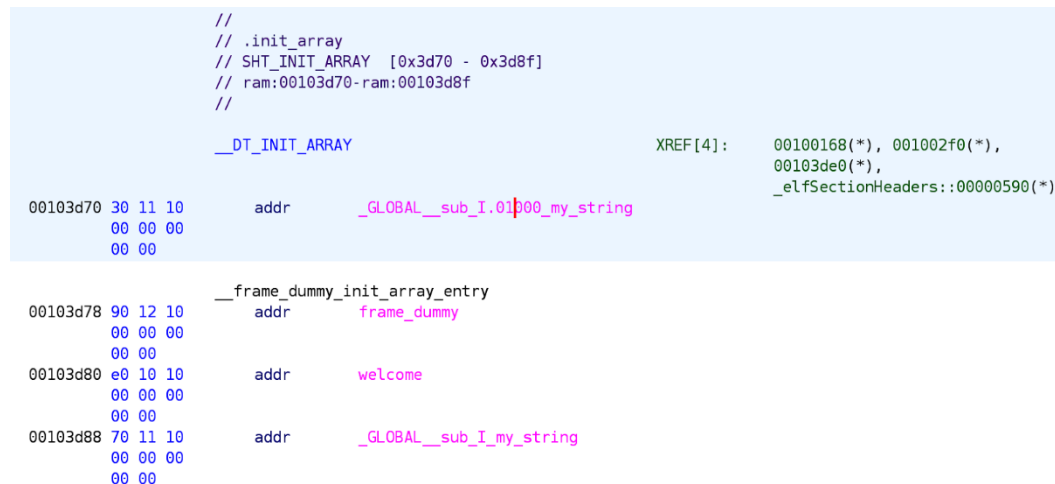 //
// .init_array
// SHT_INIT_ARRAY  [0x3d70 - 0x3d8f]
// ram:00103d70-ram:00103d8f
//
__DT_INIT_ARRAY XREF[4]: 00100168(*), 001002f0(*),
00103de0(*),
_elfSectionHeaders::00000590(*)
00103d70 30 11 10 addr _GLOBAL__sub_I.01000_my_string
00 00 00
00 00
__frame_dummy_init_array_entry
00103d78 90 12 10 addr frame_dummy
00 00 00
00 00
00103d80 e0 10 10 addr welcome
00 00 00
00 00
00103d88 70 11 10 addr _GLOBAL__sub_I_my_string
00 00 00
00 00